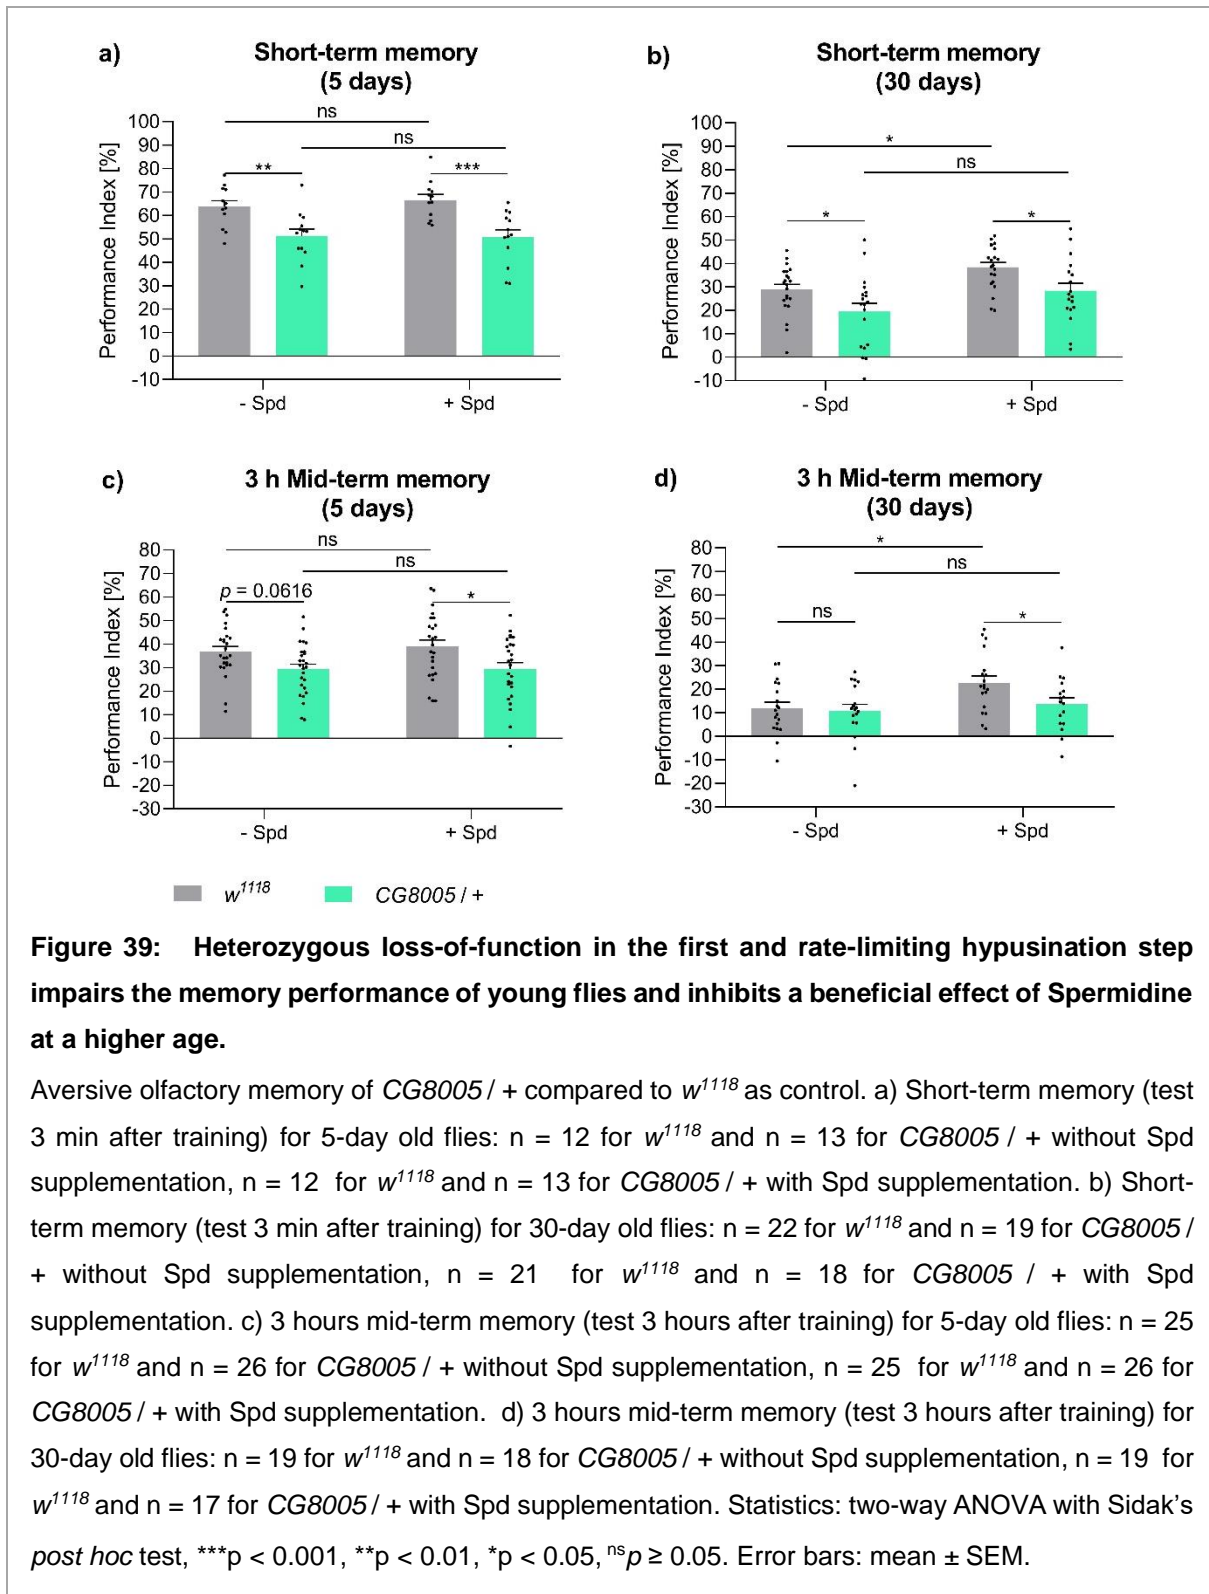 a) Short-term memory
(5 days)
ns
ns
**
***
Performance Index [%]
100
90
80
70
60
50
40
30
20
10
0
-10
- Spd + Spd
b) Short-term memory
(30 days)
*
ns
*
*
Performance Index [%]
100
90
80
70
60
50
40
30
20
10
0
-10
- Spd + Spd
c) 3 h Mid-term memory
(5 days)
ns
ns
p = 0.0616
*
Performance Index [%]
80
70
60
50
40
30
20
10
0
-10
-20
-30
- Spd + Spd
d) 3 h Mid-term memory
(30 days)
*
ns
ns
*
Performance Index [%]
80
70
60
50
40
30
20
10
0
-10
-20
-30
- Spd + Spd
w1118 CG8005 / +
Figure 39: Heterozygous loss-of-function in the first and rate-limiting hypusination step
impairs the memory performance of young flies and inhibits a beneficial effect of Spermidine
at a higher age.
Aversive olfactory memory of CG8005 / + compared to w1118 as control. a) Short-term memory (test
3 min after training) for 5-day old flies: n = 12 for w1118 and n = 13 for CG8005 / + without Spd
supplementation, n = 12 for w1118 and n = 13 for CG8005 / + with Spd supplementation. b) Short-
term memory (test 3 min after training) for 30-day old flies: n = 22 for w1118 and n = 19 for CG8005 /
+ without Spd supplementation, n = 21 for w1118 and n = 18 for CG8005 / + with Spd
supplementation. c) 3 hours mid-term memory (test 3 hours after training) for 5-day old flies: n = 25
for w1118 and n = 26 for CG8005 / + without Spd supplementation, n = 25 for w1118 and n = 26 for
CG8005 / + with Spd supplementation. d) 3 hours mid-term memory (test 3 hours after training) for
30-day old flies: n = 19 for w1118 and n = 18 for CG8005 / + without Spd supplementation, n = 19 for
w1118 and n = 17 for CG8005 / + with Spd supplementation. Statistics: two-way ANOVA with Sidak’s
post hoc test, ***p < 0.001, **p < 0.01, *p < 0.05, nsp ≥ 0.05. Error bars: mean ± SEM.